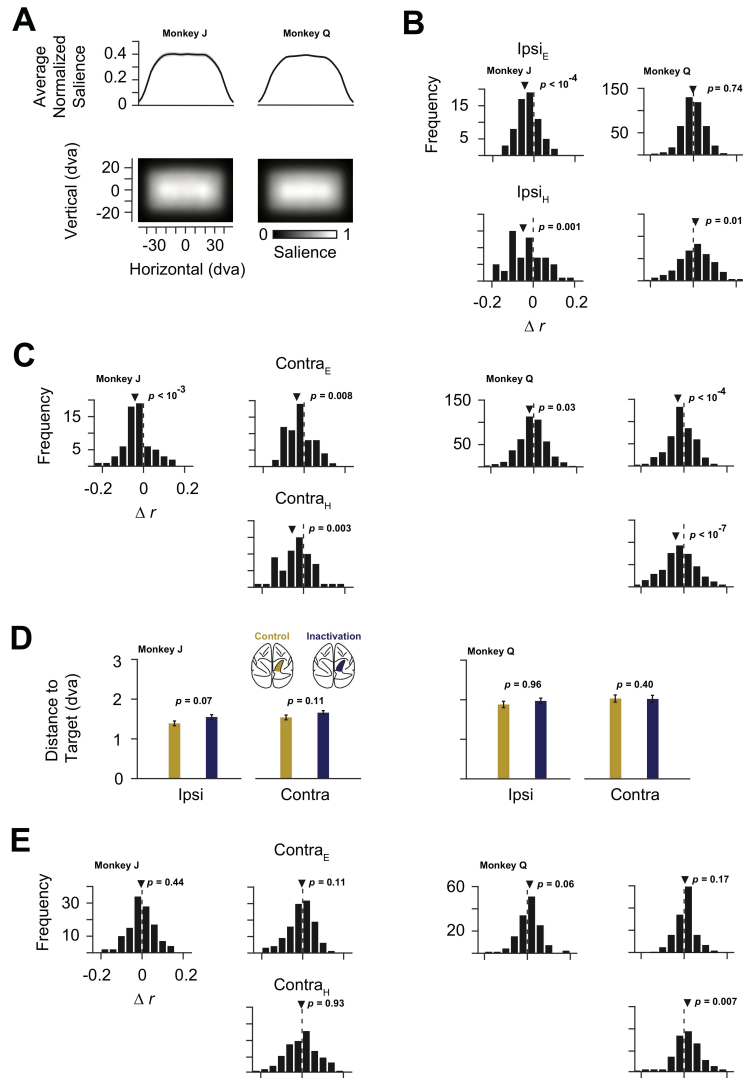 A
Monkey J
Monkey Q
Average
Normalized
Salience
0.4
0.2
0
Vertical (dva)
20
0
-20
-30 0 30
Horizontal (dva)
0 1
Salience
B
Ipsi_E
Monkey J
Monkey Q
Frequency
15
5
p < 10^-4
150
50
p = 0.74
Ipsi_H
p = 0.001
p = 0.01
-0.2 0 0.2
Δ r
C
Contra_E
Monkey J
Monkey Q
Frequency
15
5
p < 10^-3
p = 0.008
150
50
p = 0.03
p < 10^-4
-0.2 0 0.2
Δ r
Contra_H
p = 0.003
p < 10^-7
D
Monkey J
Control
Inactivation
Monkey Q
Distance to
Target (dva)
3
2
1
0
p = 0.07
p = 0.11
p = 0.96
p = 0.40
Ipsi
Contra
Ipsi
Contra
E
Contra_E
Monkey J
Monkey Q
Frequency
30
10
p = 0.44
p = 0.11
60
20
p = 0.06
p = 0.17
-0.2 0 0.2
Δ r
Contra_H
p = 0.93
p = 0.007